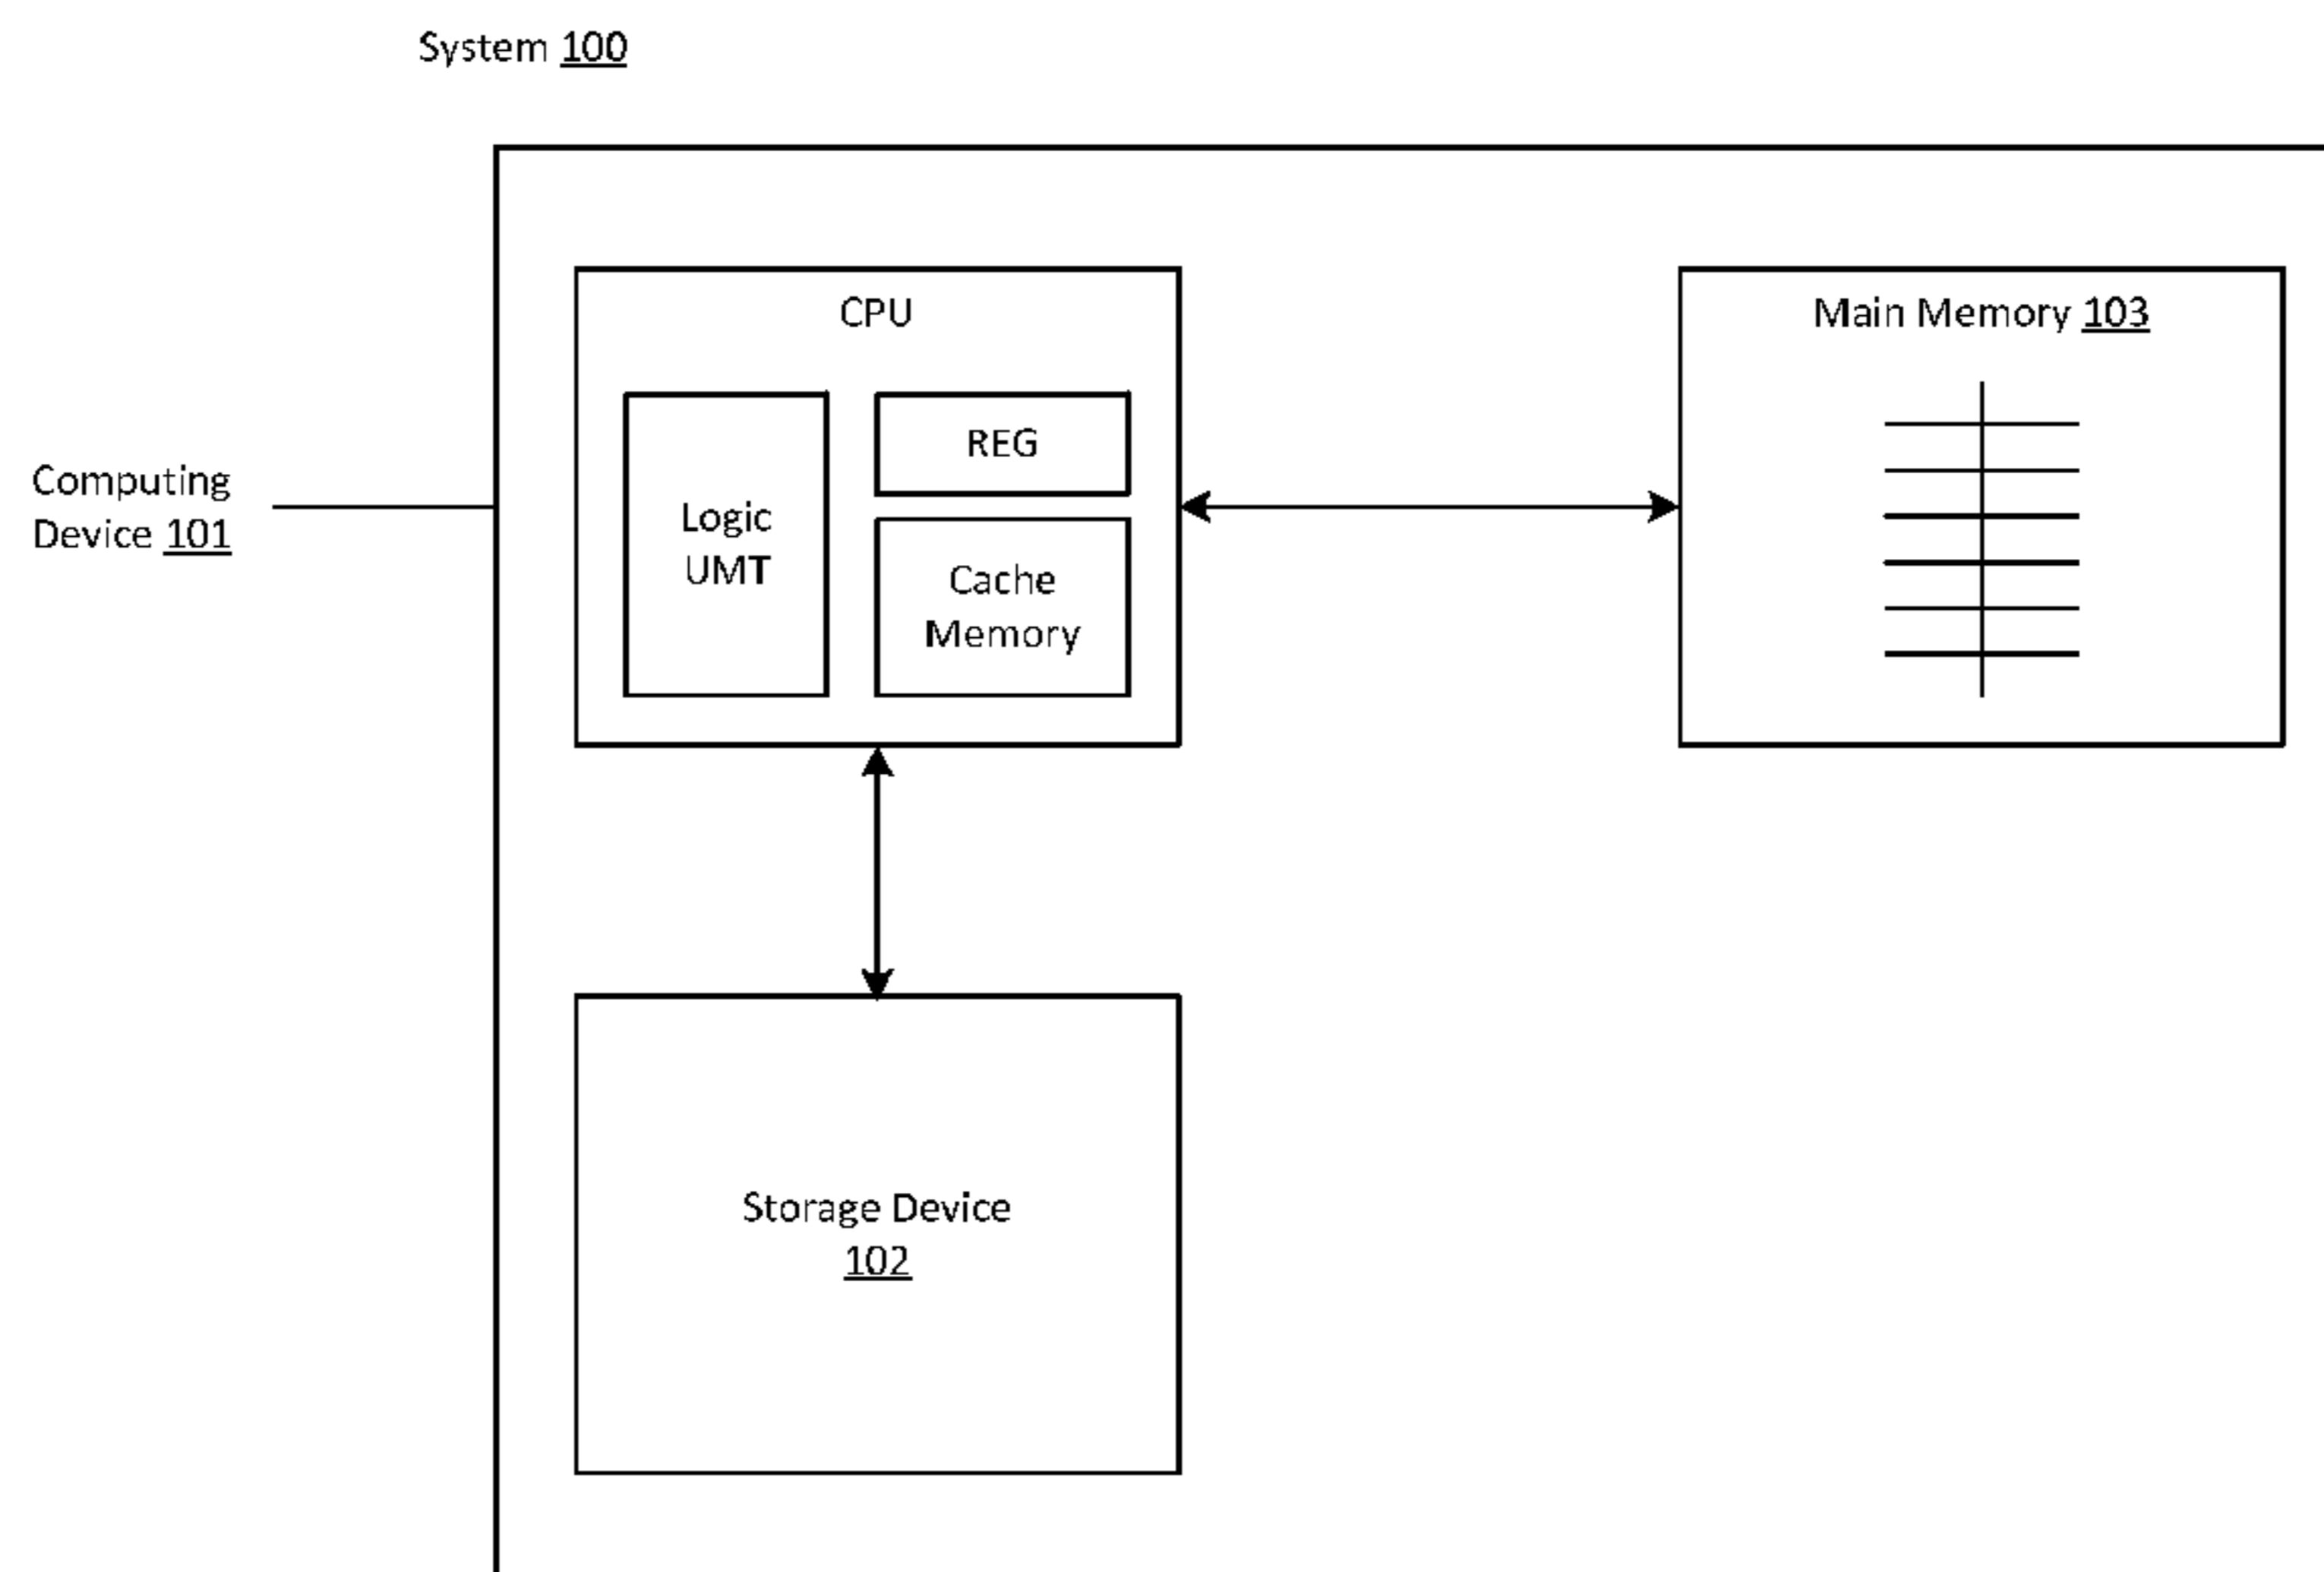 System 100
CPU
Main Memory 103
REG
Computing
Device 101
Logic
UMT
Cache
Memory
Storage Device
102